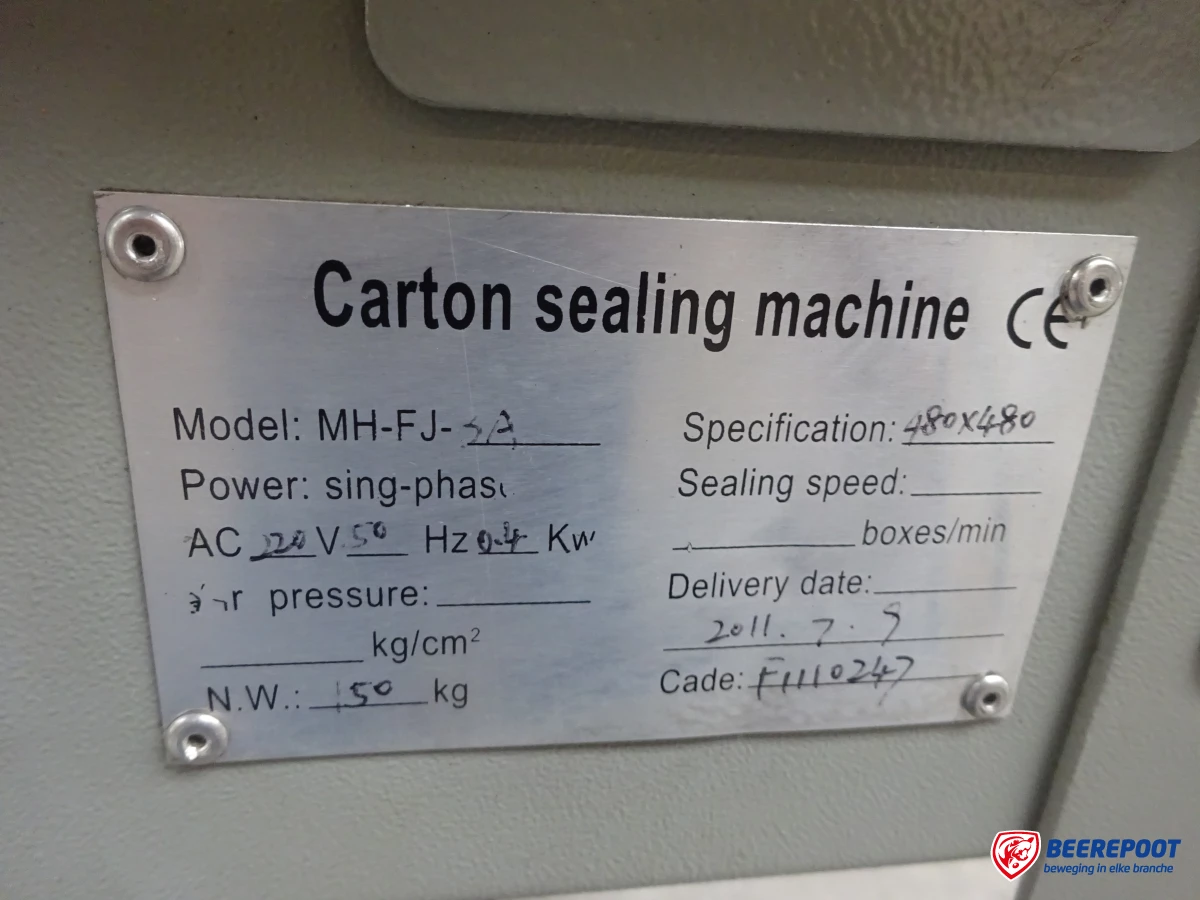 Carton sealing machine CE
Model: MH-FJ-
Power: sing-phase
AC 220 V 50 Hz 0.4 Kw
pressure:
kg/cm²
N.W.: 150 kg
Specification: 480X480
Sealing speed:
boxes/min
Delivery date:
2011.7.9
Cade: F1110247
BEEREPOOT
beweging in elke branche